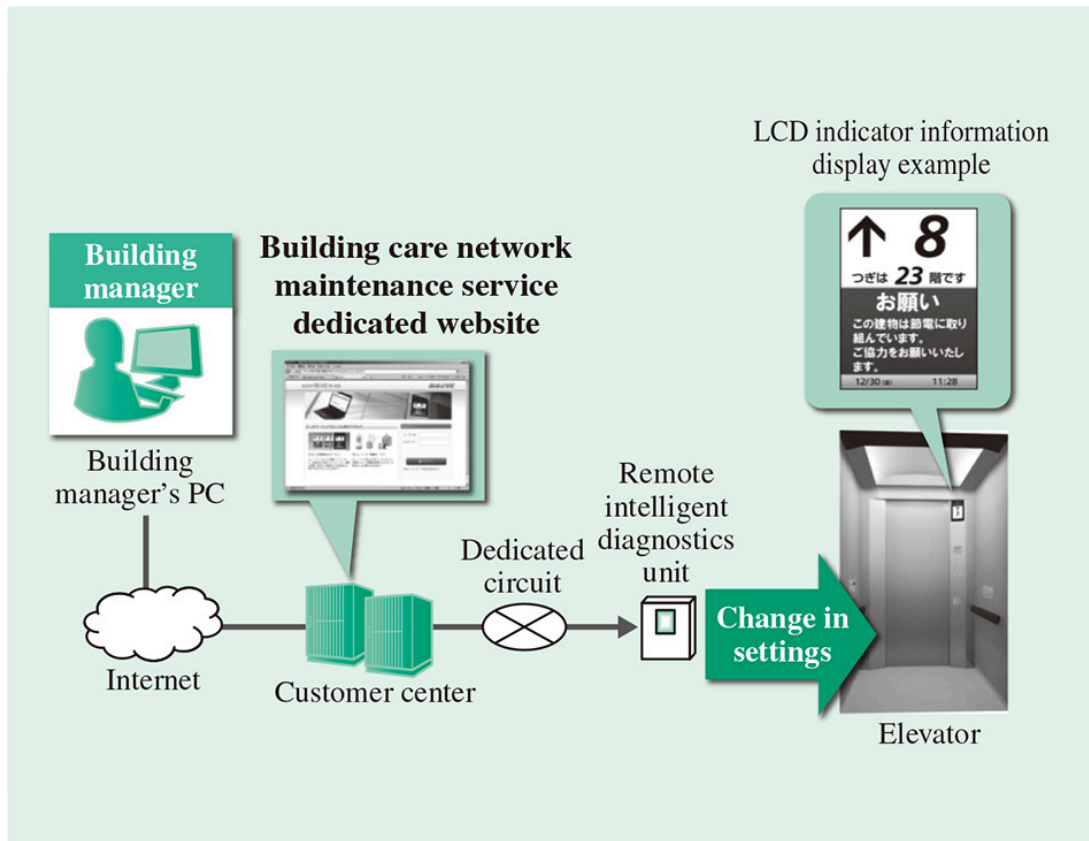 LCD indicator information
display example
↑ 8
つぎは 23 階です
お願い
この建物は節電に取り
組んでいます。
ご協力をお願いいたし
ます。
12/30 11:28
Building
manager
Building care network
maintenance service
dedicated website
Building
manager's PC
Remote
intelligent
diagnostics
unit
Dedicated
circuit
Change in
settings
Internet
Customer center
Elevator